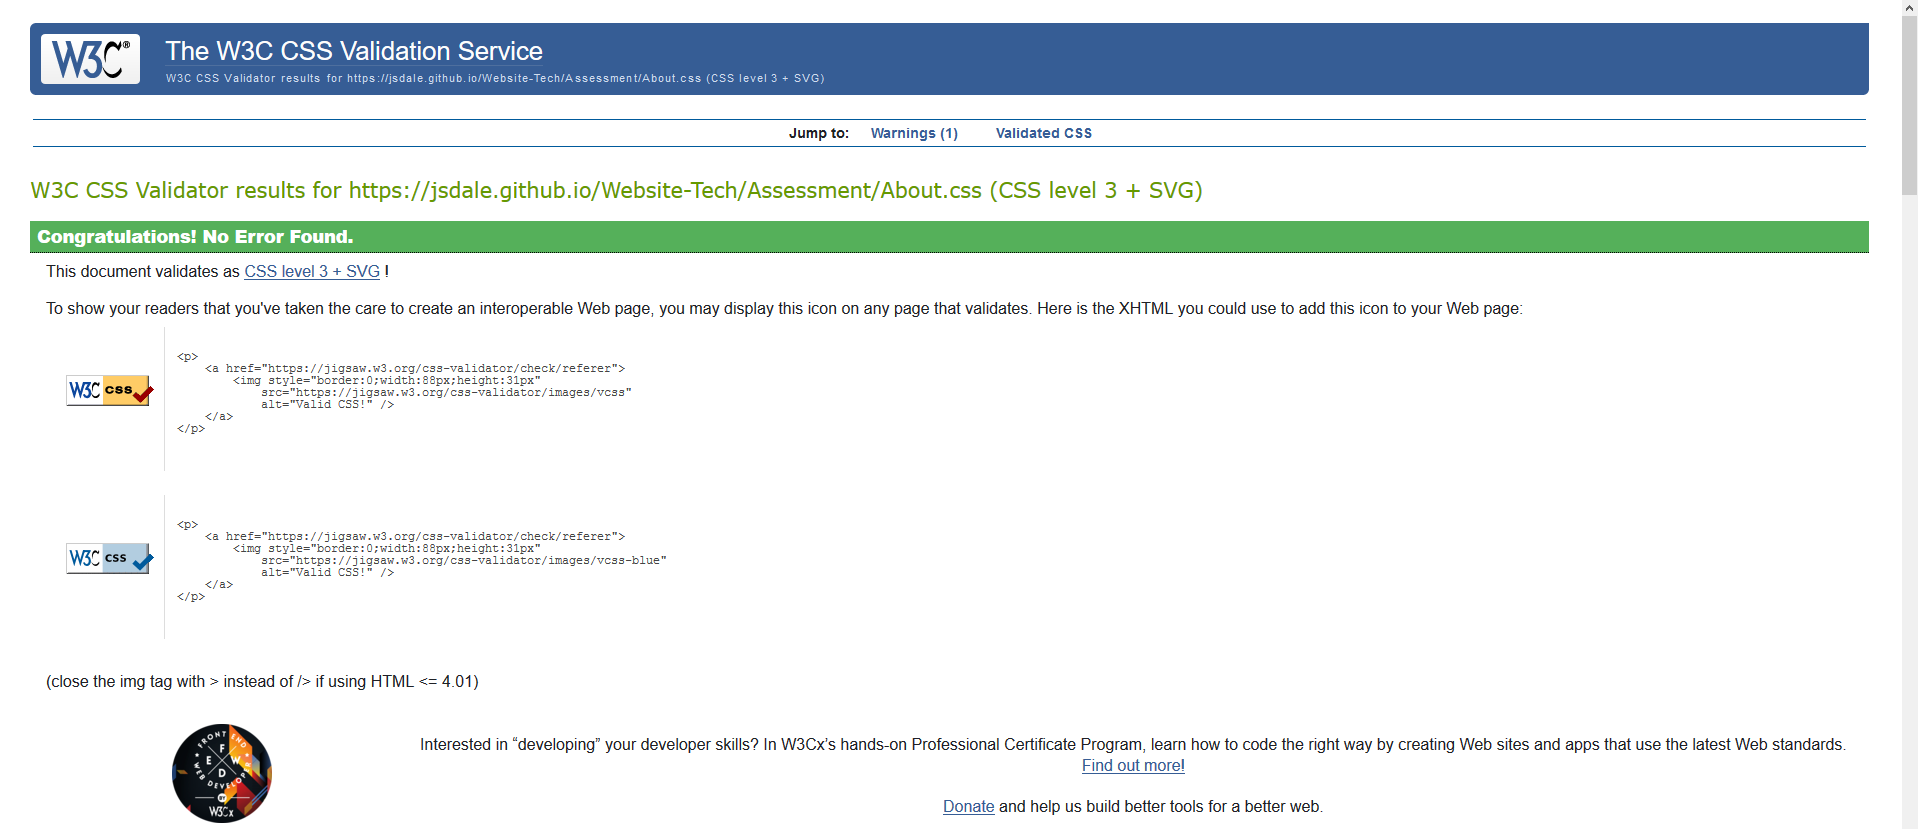 W3C®
The W3C CSS Validation Service
W3C CSS Validator results for https://jsdale.github.io/Website-Tech/Assessment/About.css (CSS level 3 + SVG)
Jump to: Warnings (1) Validated CSS
W3C CSS Validator results for https://jsdale.github.io/Website-Tech/Assessment/About.css (CSS level 3 + SVG)
Congratulations! No Error Found.
This document validates as CSS level 3 + SVG !
To show your readers that you've taken the care to create an interoperable Web page, you may display this icon on any page that validates. Here is the XHTML you could use to add this icon to your Web page:
W3C css
<p>
    <a href="https://jigsaw.w3.org/css-validator/check/referer">
        <img style="border:0;width:88px;height:31px"
            src="https://jigsaw.w3.org/css-validator/images/vcss"
            alt="Valid CSS!" />
    </a>
</p>
W3C css
<p>
    <a href="https://jigsaw.w3.org/css-validator/check/referer">
        <img style="border:0;width:88px;height:31px"
            src="https://jigsaw.w3.org/css-validator/images/vcss-blue"
            alt="Valid CSS!" />
    </a>
</p>
(close the img tag with > instead of /> if using HTML <= 4.01)
FRONT END
WEB DEVELOPER
F E W D
W3Cx
Interested in “developing” your developer skills? In W3Cx’s hands-on Professional Certificate Program, learn how to code the right way by creating Web sites and apps that use the latest Web standards.
Find out more!
Donate and help us build better tools for a better web.